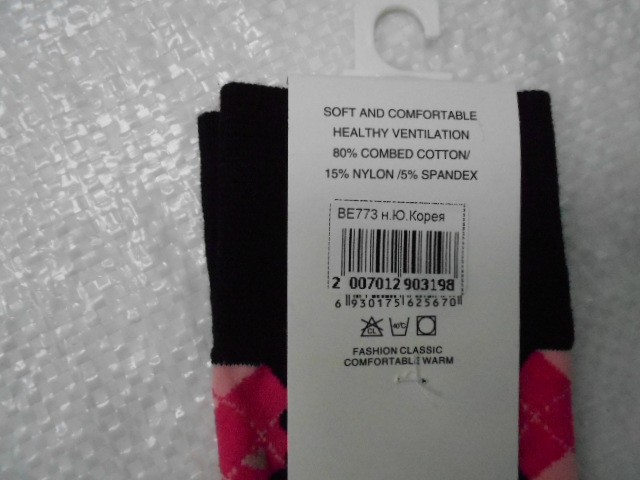 SOFT AND COMFORTABLE
HEALTHY VENTILATION
80% COMBED COTTON/
15% NYLON /5% SPANDEX
BE773 н.Ю.Корея
2 007012 903198
6 930175 625670
CL
FASHION CLASSIC
COMFORTABLE WARM